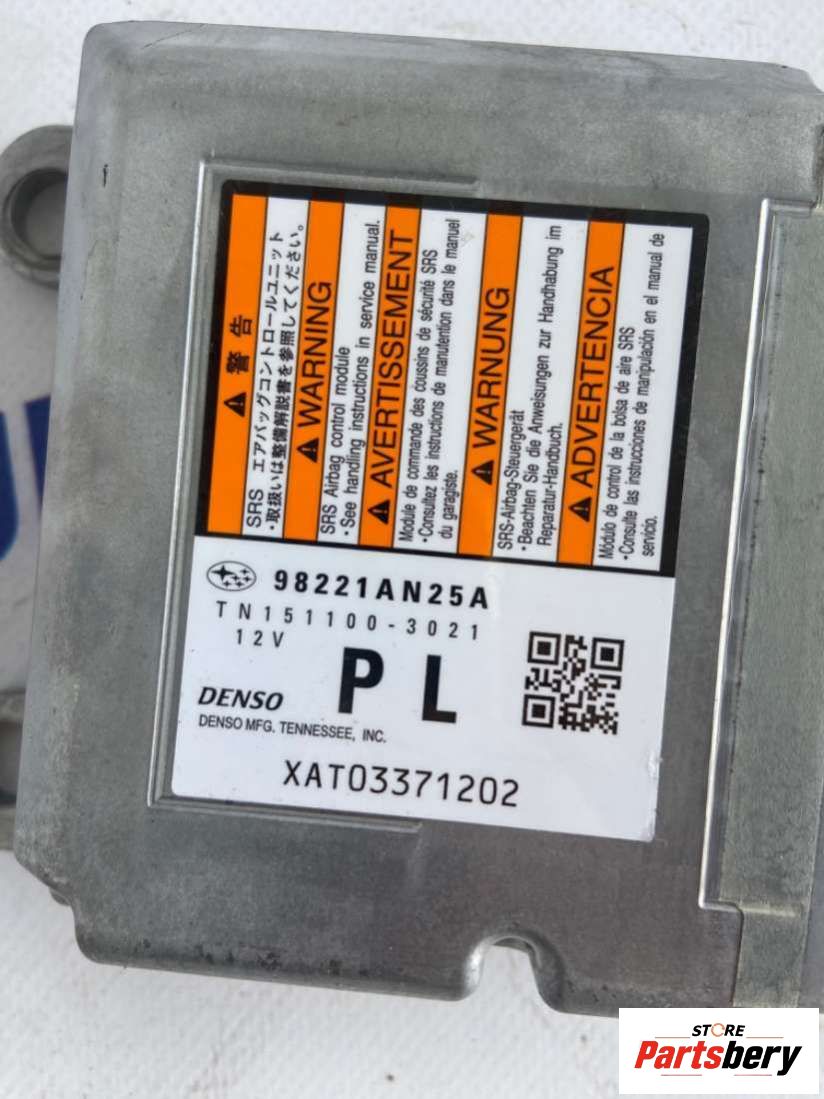 警告
SRS エアバッグコントロールユニット
・取扱いは整備解説書を参照してください。
WARNING
SRS Airbag control module
・See handling instructions in service manual.
AVERTISSEMENT
Module de commande des coussins de sécurité SRS
・Consultez les instructions de manutention dans le manuel
du garagiste.
WARNUNG
SRS-Airbag-Steuergerät
・Beachten Sie die Anweisungen zur Handhabung im
Reparatur-Handbuch.
ADVERTENCIA
Módulo de control de la bolsa de aire SRS
・Consulte las instrucciones de manipulación en el manual de
servicio.
98221AN25A
TN151100-3021
12V
PL
DENSO
DENSO MFG. TENNESSEE, INC.
XAT03371202
STORE
Partsbery